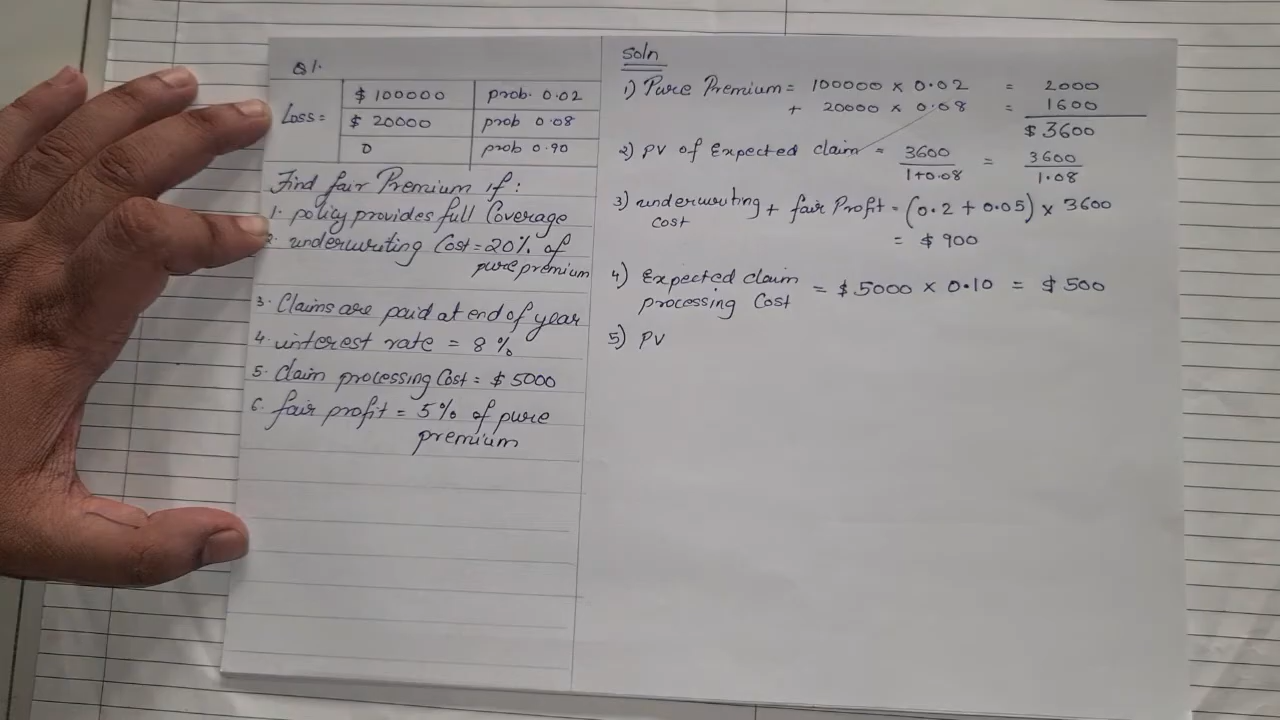 Q1.
Loss = $ 100000 prob. 0.02
$ 20000 prob 0.08
0 prob 0.90
Find fair Premium if:
1. policy provides full Coverage
2. underwriting Cost = 20% of
pure premium
3. Claims are paid at end of year
4. interest rate = 8 %
5. Claim processing Cost = $ 5000
6. fair profit = 5% of pure
premium
Soln
1) Pure Premium = 100000 × 0.02 = 2000
+ 20000 × 0.08 = 1600
$ 3600
2) PV of Expected claim = 3600 / 1+0.08 = 3600 / 1.08
3) underwriting + fair Profit = (0.2 + 0.05) × 3600
cost
= $ 900
4) Expected claim
processing Cost = $ 5000 × 0.10 = $ 500
5) PV